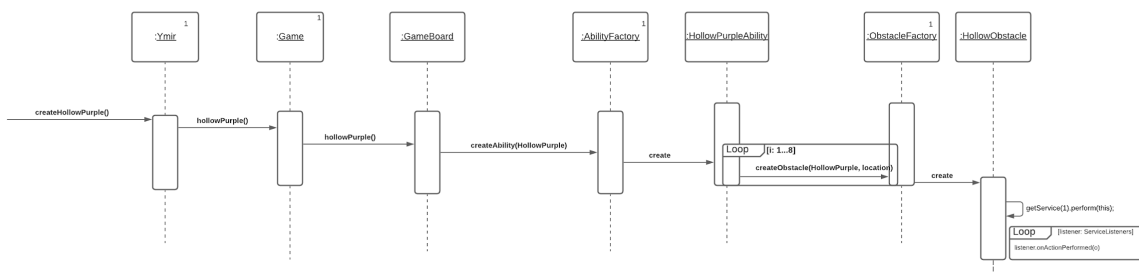 1
:Ymir
1
:Game
:GameBoard
1
:AbilityFactory
:HollowPurpleAbility
1
:ObstacleFactory
:HollowObstacle
createHollowPurple()
hollowPurple()
hollowPurple()
createAbility(HollowPurple)
create
Loop [i: 1...8]
createObstacle(HollowPurple, location)
create
getService(1).perform(this);
Loop [listener: ServiceListeners]
listener.onActionPerformed(o)